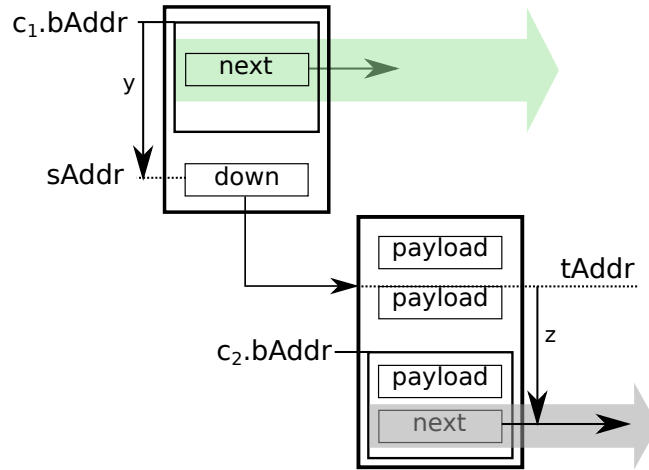 c₁.bAddr
next
y
sAddr
down
payload
tAddr
payload
z
c₂.bAddr
payload
next